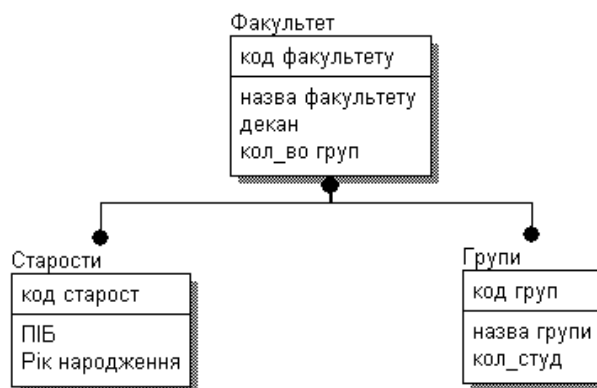 Факультет
код факультету
назва факультету
декан
кол_во груп
Старости
код старост
ПІБ
Рік народження
Групи
код груп
назва групи
кол_студ